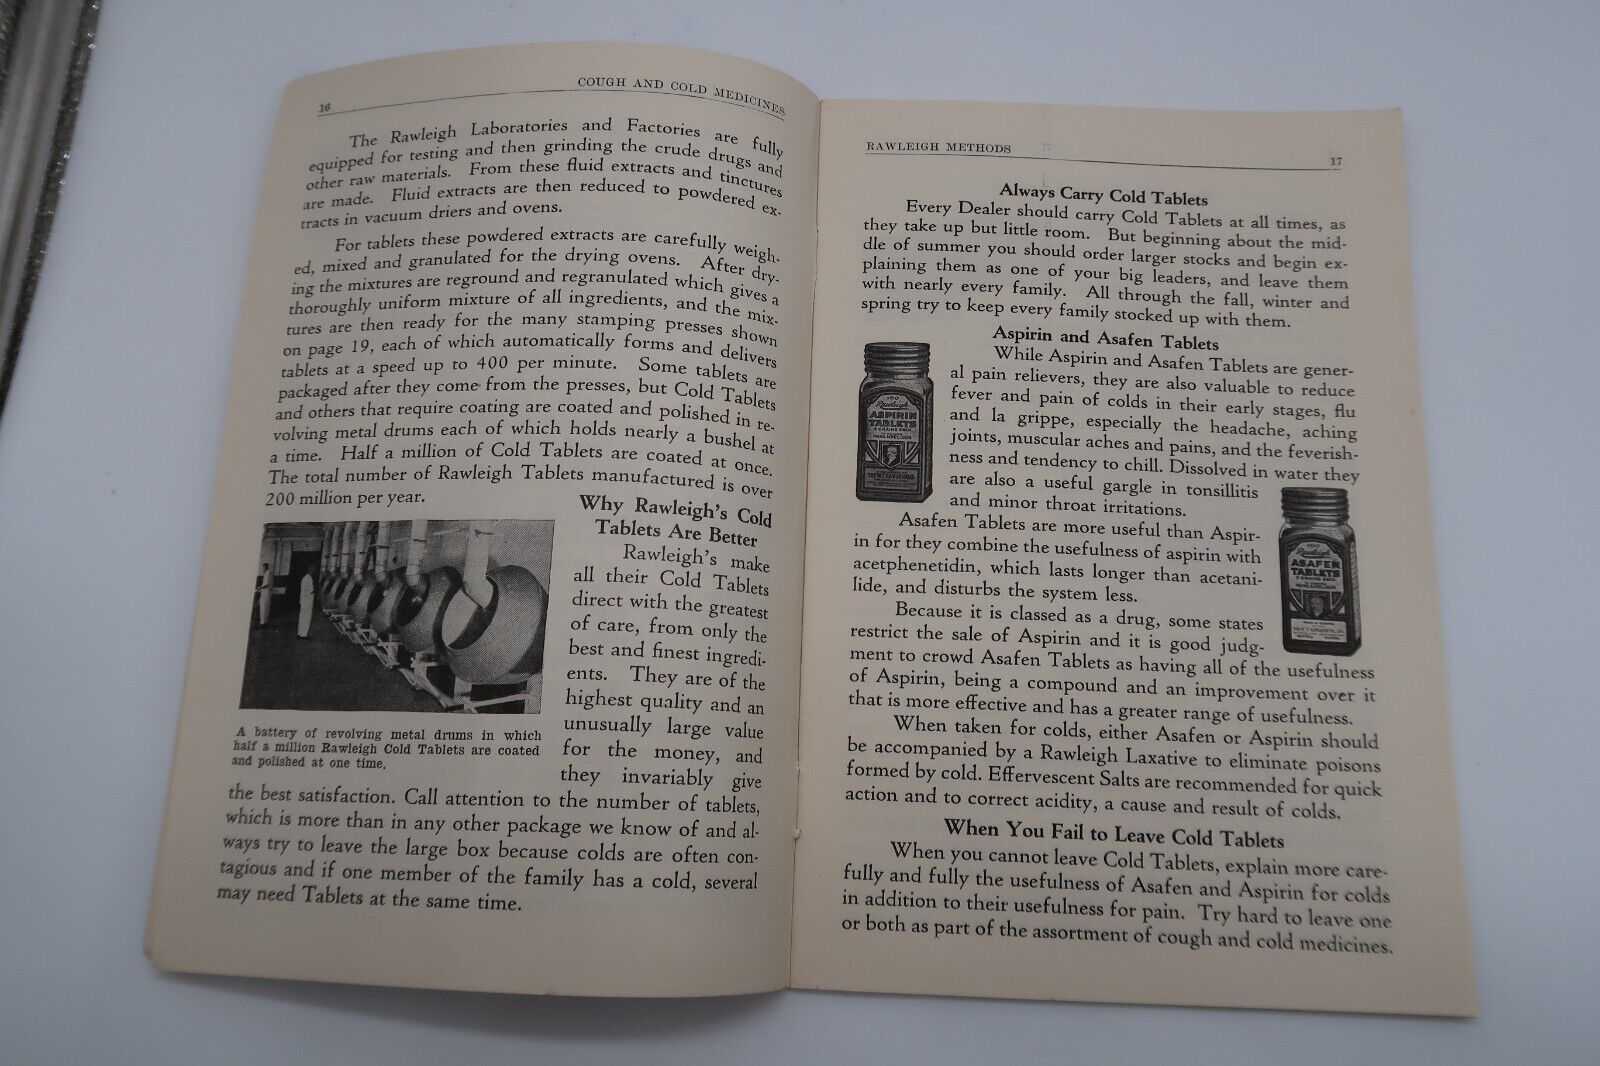 16
COUGH AND COLD MEDICINES
The Rawleigh Laboratories and Factories are fully
equipped for testing and then grinding the crude drugs and
other raw materials. From these fluid extracts and tinctures
are made. Fluid extracts are then reduced to powdered ex-
tracts in vacuum driers and ovens.
For tablets these powdered extracts are carefully weigh-
ed, mixed and granulated for the drying ovens. After dry-
ing the mixtures are reground and regranulated which gives a
thoroughly uniform mixture of all ingredients, and the mix-
tures are then ready for the many stamping presses shown
on page 19, each of which automatically forms and delivers
tablets at a speed up to 400 per minute. Some tablets are
packaged after they come from the presses, but Cold Tablets
and others that require coating are coated and polished in re-
volving metal drums each of which holds nearly a bushel at
a time. Half a million of Cold Tablets are coated at once.
The total number of Rawleigh Tablets manufactured is over
200 million per year.
Why Rawleigh's Cold
Tablets Are Better
Rawleigh's make
all their Cold Tablets
direct with the greatest
of care, from only the
best and finest ingredi-
ents. They are of the
highest quality and an
unusually large value
for the money, and
they invariably give
A battery of revolving metal drums in which
half a million Rawleigh Cold Tablets are coated
and polished at one time.
the best satisfaction. Call attention to the number of tablets,
which is more than in any other package we know of and al-
ways try to leave the large box because colds are often con-
tagious and if one member of the family has a cold, several
may need Tablets at the same time.
RAWLEIGH METHODS
17
Always Carry Cold Tablets
Every Dealer should carry Cold Tablets at all times, as
they take up but little room. But beginning about the mid-
dle of summer you should order larger stocks and begin ex-
plaining them as one of your big leaders, and leave them
with nearly every family. All through the fall, winter and
spring try to keep every family stocked up with them.
Aspirin and Asafen Tablets
While Aspirin and Asafen Tablets are gener-
al pain relievers, they are also valuable to reduce
fever and pain of colds in their early stages, flu
and la grippe, especially the headache, aching
joints, muscular aches and pains, and the feverish-
ness and tendency to chill. Dissolved in water they
are also a useful gargle in tonsillitis
and minor throat irritations.
100
Rawleigh
ASPIRIN
TABLETS
5 GRAINS EACH
Asafen Tablets are more useful than Aspir-
in for they combine the usefulness of aspirin with
acetphenetidin, which lasts longer than acetani-
lide, and disturbs the system less.
100
Rawleigh
ASAFEN
TABLETS
5 GRAINS EACH
Because it is classed as a drug, some states
restrict the sale of Aspirin and it is good judg-
ment to crowd Asafen Tablets as having all of the usefulness
of Aspirin, being a compound and an improvement over it
that is more effective and has a greater range of usefulness.
When taken for colds, either Asafen or Aspirin should
be accompanied by a Rawleigh Laxative to eliminate poisons
formed by cold. Effervescent Salts are recommended for quick
action and to correct acidity, a cause and result of colds.
When You Fail to Leave Cold Tablets
When you cannot leave Cold Tablets, explain more care-
fully and fully the usefulness of Asafen and Aspirin for colds
in addition to their usefulness for pain. Try hard to leave one
or both as part of the assortment of cough and cold medicines.